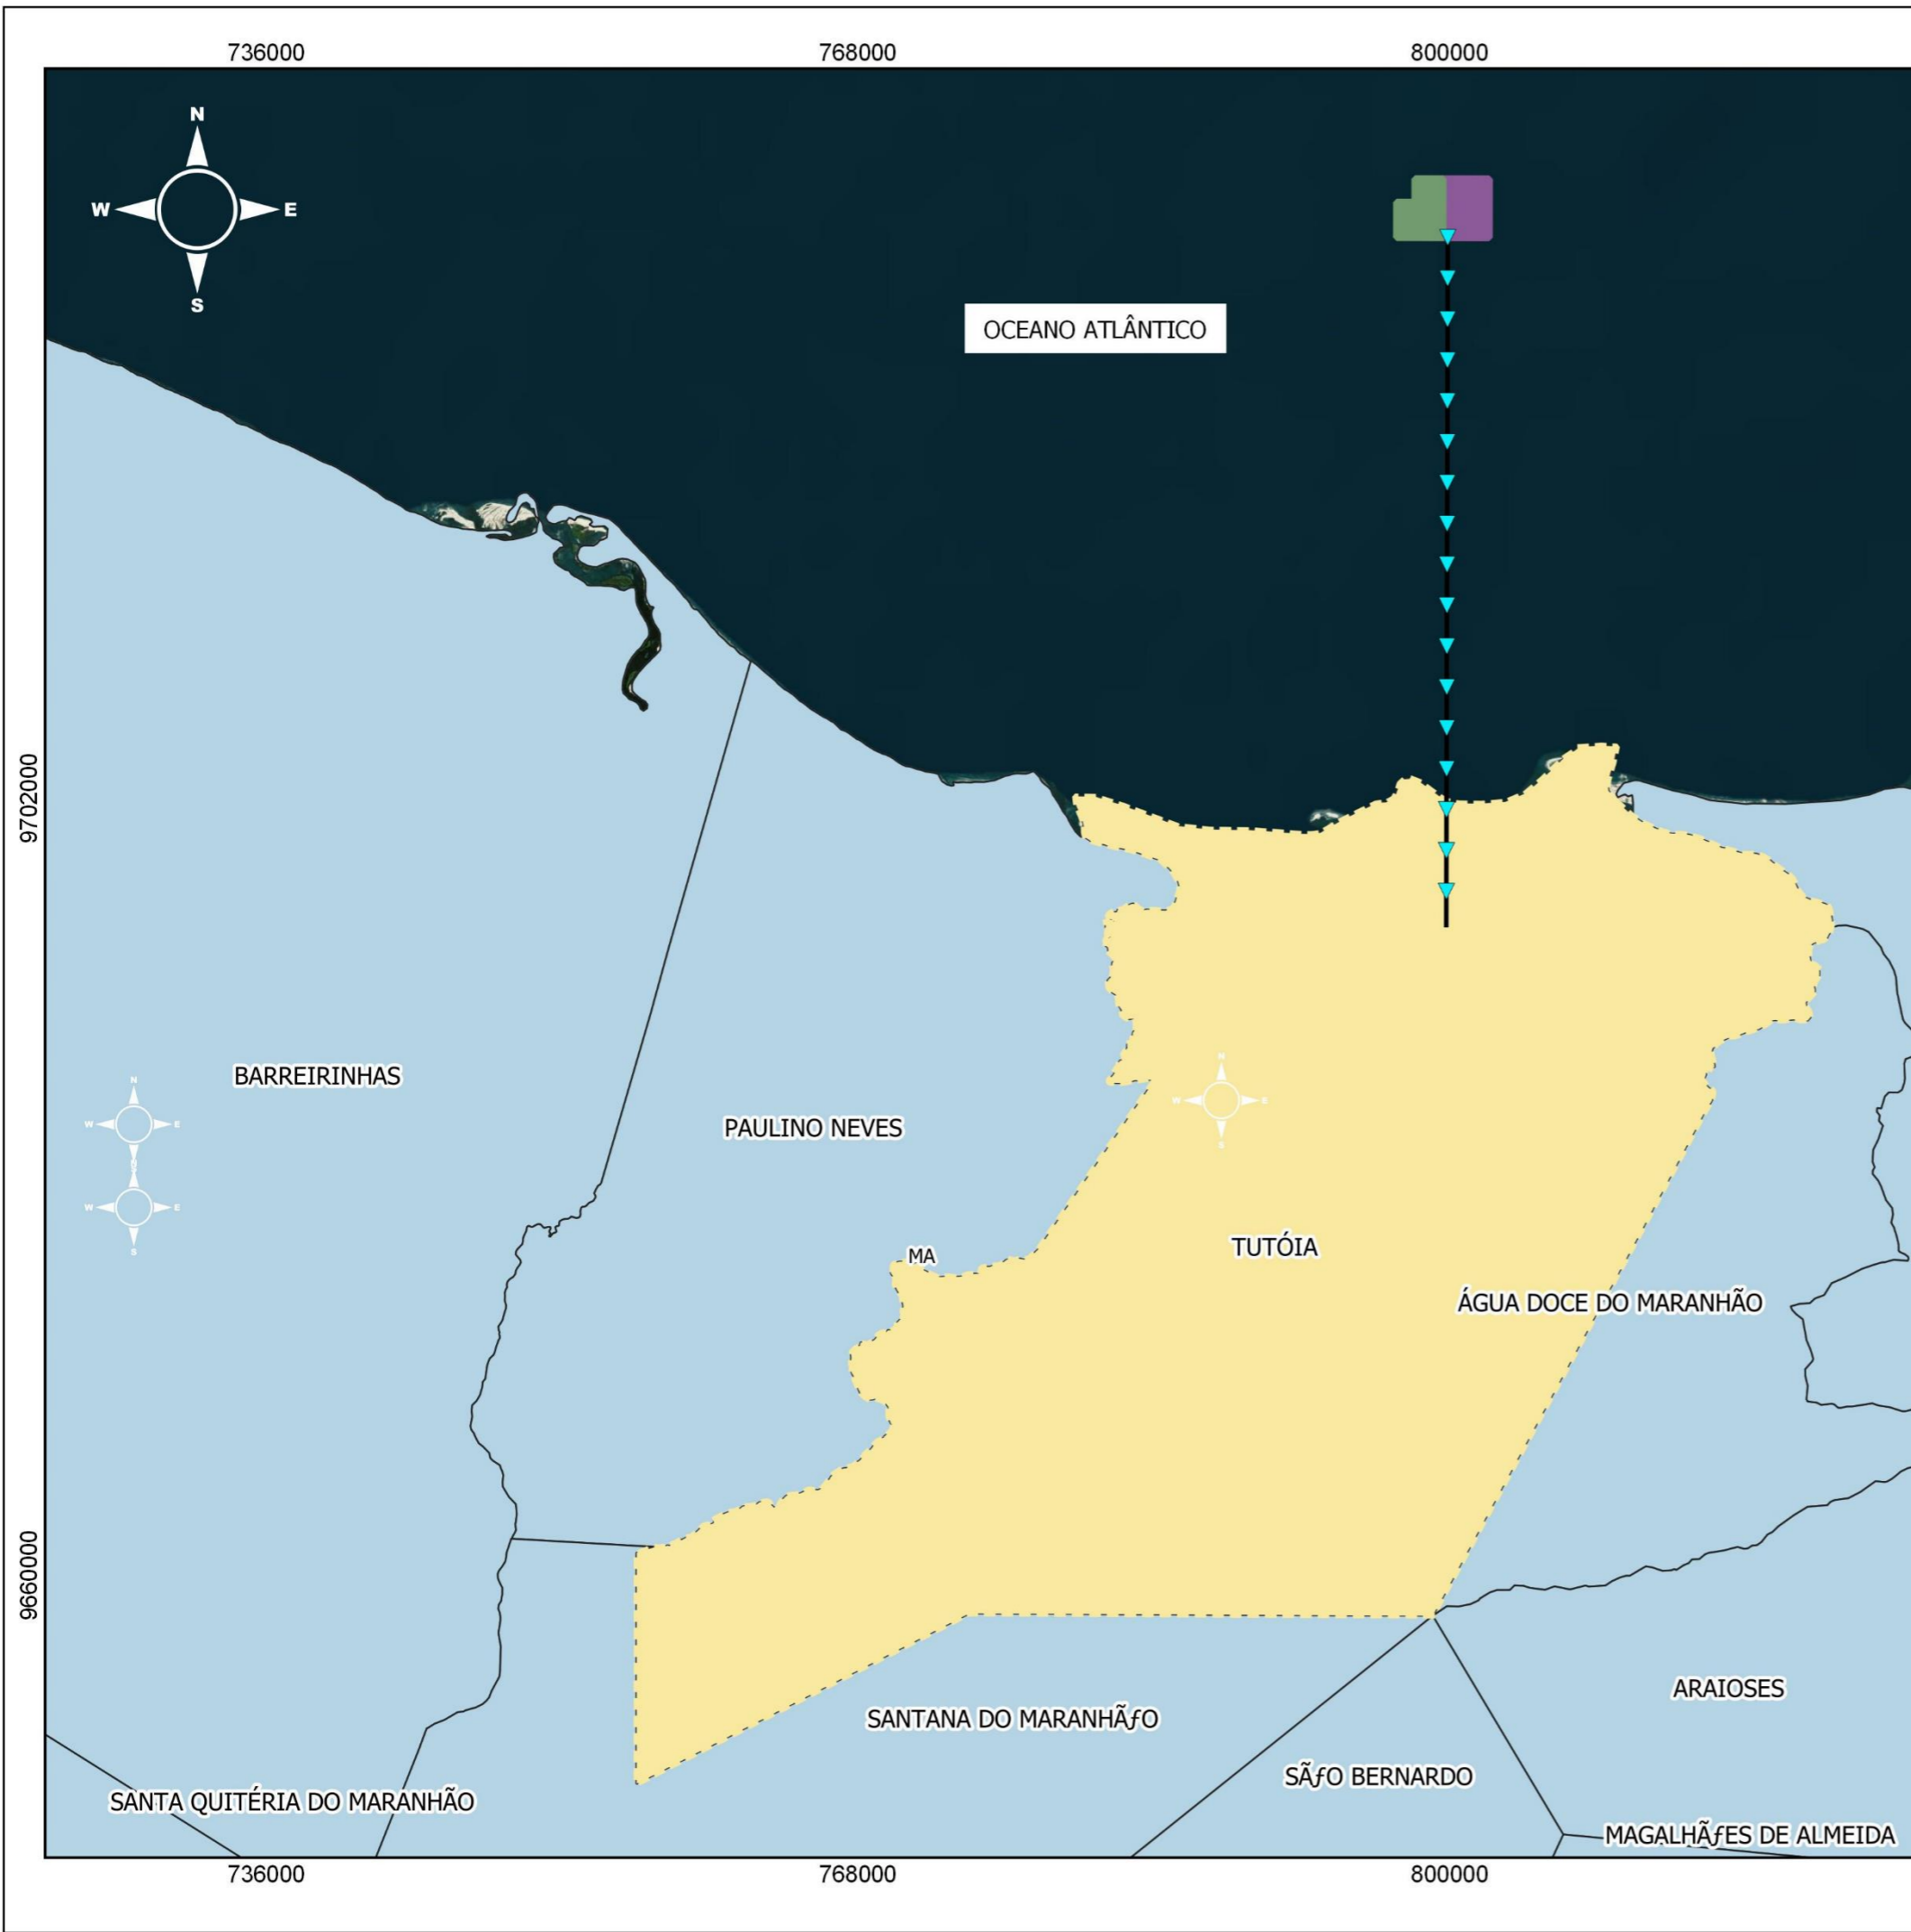 736000 768000 800000
N
W E
S
OCEANO ATLÂNTICO
9702000
BARREIRINHAS
PAULINO NEVES
N
W E
S
N
W E
S
N
W E
S
MA
TUTÓIA
ÁGUA DOCE DO MARANHÃO
9660000
ARAIOSES
SANTANA DO MARANHÃƒO
SÃƒO BERNARDO
SANTA QUITÉRIA DO MARANHÃO
MAGALHÃƒES DE ALMEIDA
736000 768000 800000